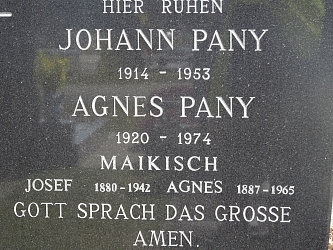 HIER RUHEN
JOHANN PANY
1914 - 1953
AGNES PANY
1920 - 1974
MAIKISCH
JOSEF 1880 - 1942 AGNES 1887 - 1965
GOTT SPRACH DAS GROSSE
AMEN.